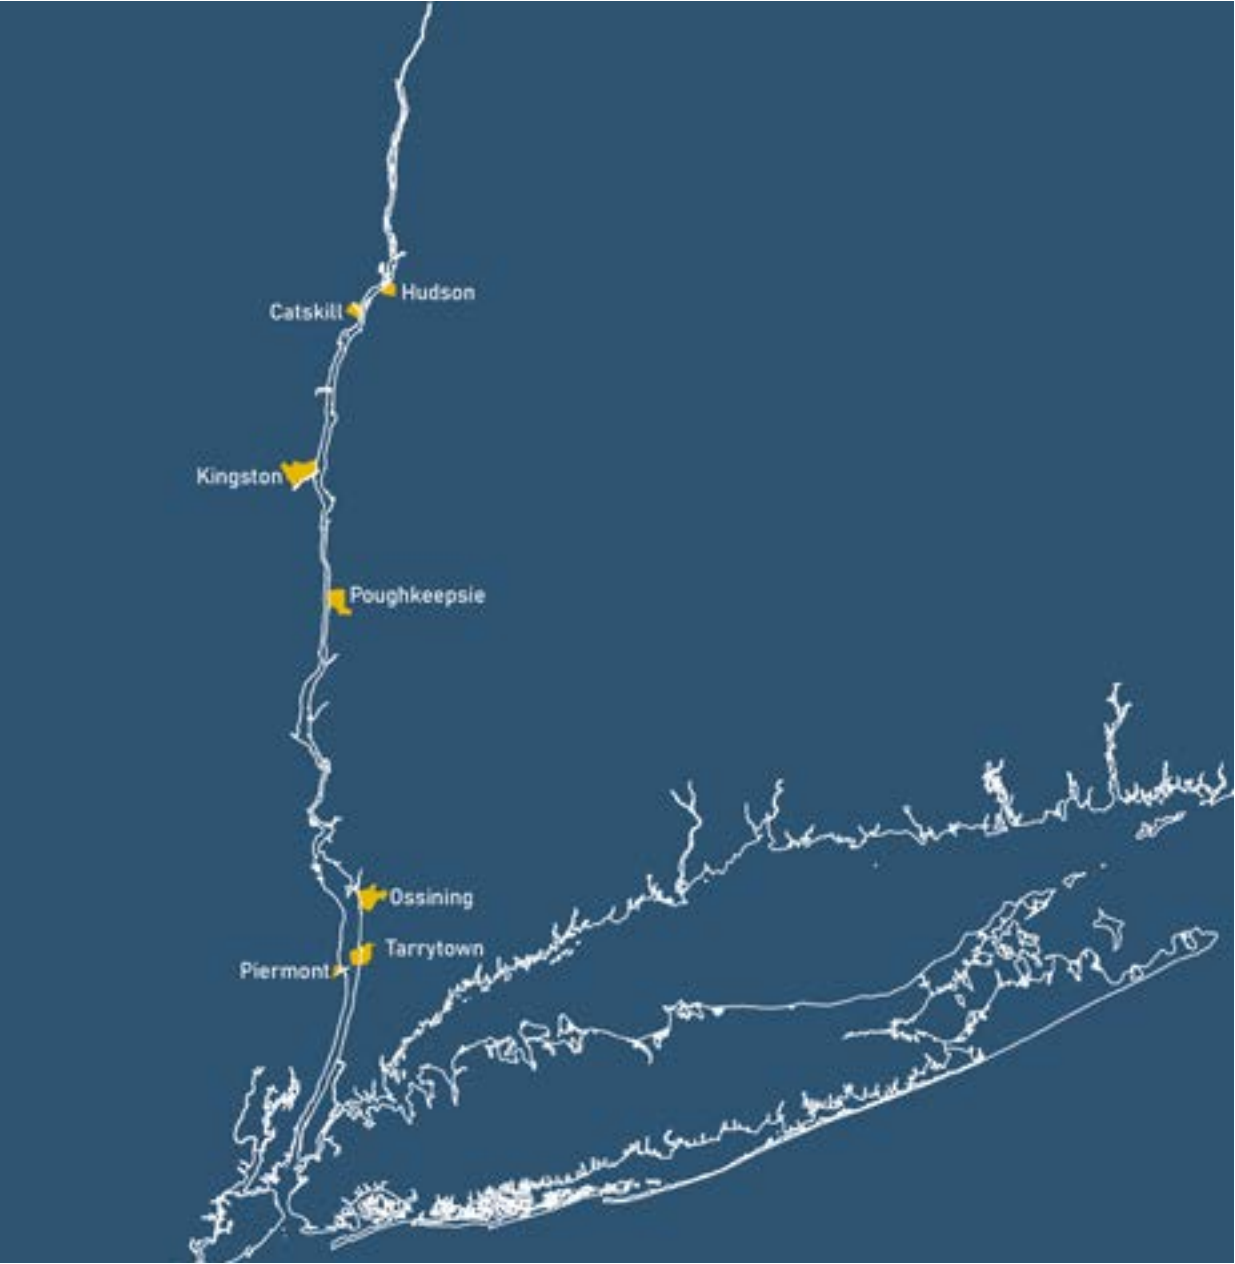 Hudson
Catskill
Kingston
Poughkeepsie
Ossining
Tarrytown
Piermont